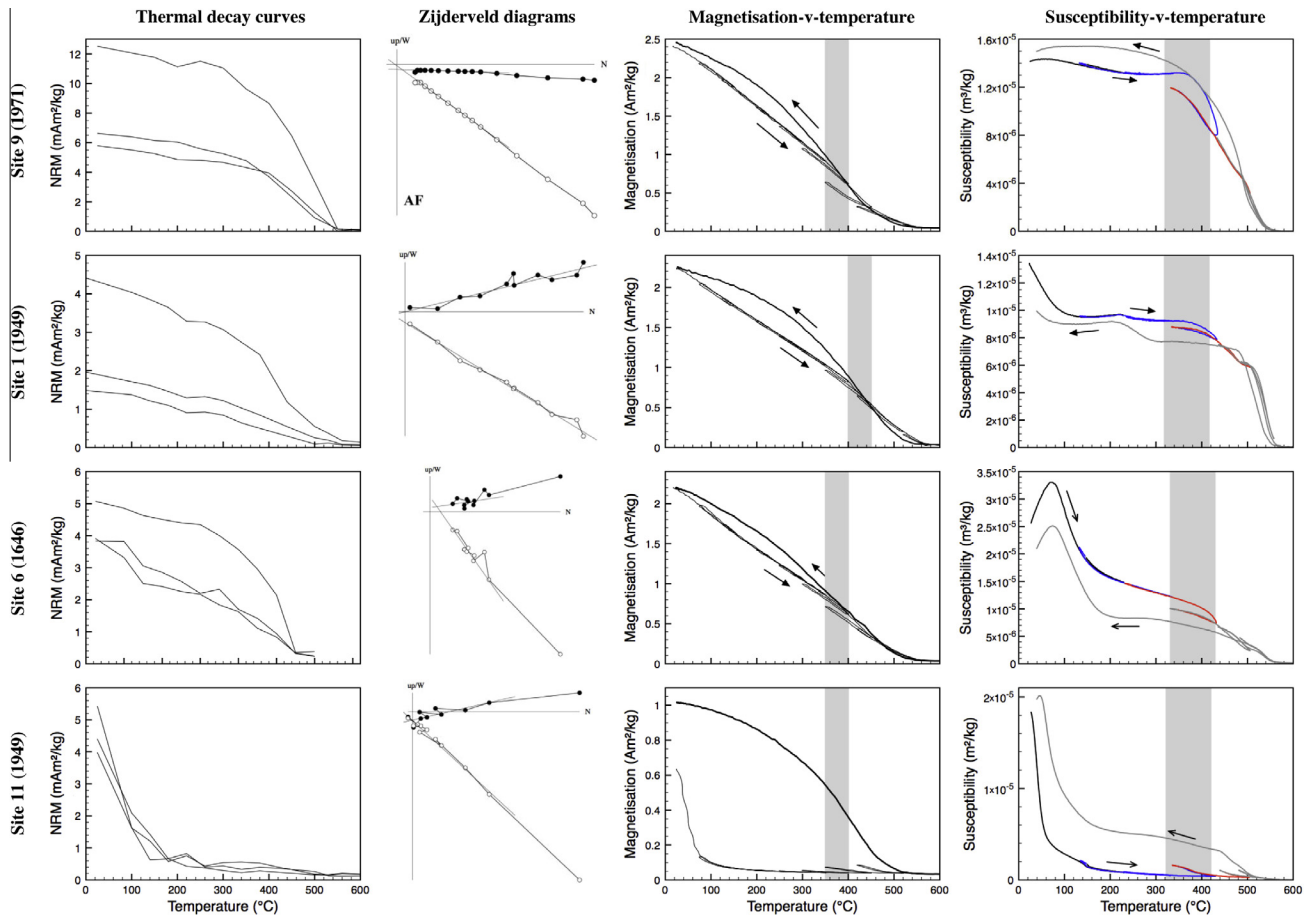 Thermal decay curves Zijderveld diagrams Magnetisation-v-temperature Susceptibility-v-temperature
Site 9 (1971)
NRM (mAm²/kg)
12
10
8
6
4
2
0
up/W
N
AF
Magnetisation (Am²/kg)
2.5
2
1.5
1
0.5
0
Susceptibility (m³/kg)
1.6x10⁻⁵
1.2x10⁻⁵
8x10⁻⁶
4x10⁻⁶
0
Site 1 (1949)
NRM (mAm²/kg)
5
4
3
2
1
0
up/W
N
Magnetisation (Am²/kg)
2.5
2
1.5
1
0.5
0
Susceptibility (m³/kg)
1.4x10⁻⁵
1.2x10⁻⁵
1x10⁻⁵
8x10⁻⁶
6x10⁻⁶
4x10⁻⁶
2x10⁻⁶
0
Site 6 (1646)
NRM (mAm²/kg)
6
5
4
3
2
1
0
up/W
N
Magnetisation (Am²/kg)
2
1.5
1
0.5
0
Susceptibility (m³/kg)
3.5x10⁻⁵
3x10⁻⁵
2.5x10⁻⁵
2x10⁻⁵
1.5x10⁻⁵
1x10⁻⁵
5x10⁻⁶
0
Site 11 (1949)
NRM (mAm²/kg)
6
5
4
3
2
1
0
up/W
N
Magnetisation (Am²/kg)
1
0.8
0.6
0.4
0.2
0
Susceptibility (m²/kg)
2x10⁻⁵
1x10⁻⁵
0
0 100 200 300 400 500 600
Temperature (°C)
0 100 200 300 400 500 600
Temperature (°C)
0 100 200 300 400 500 600
Temperature (°C)